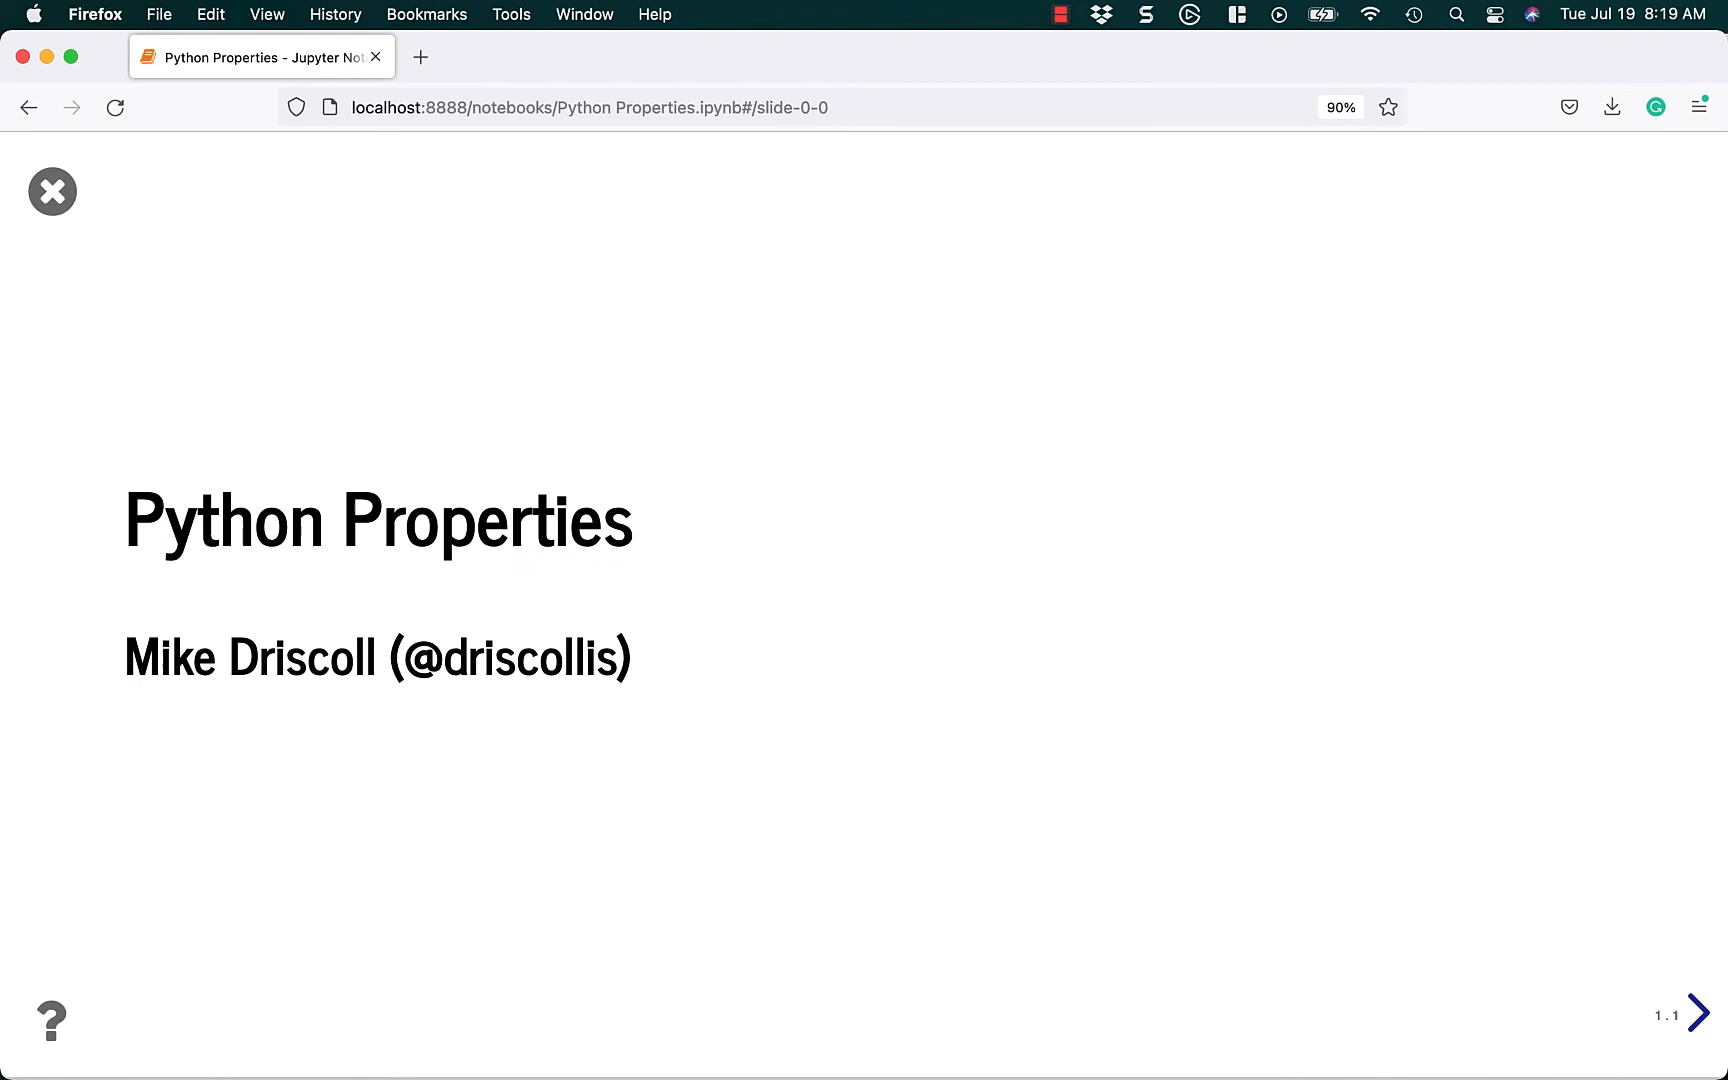 Firefox File Edit View History Bookmarks Tools Window Help Tue Jul 19 8:19 AM
Python Properties - Jupyter Not
localhost:8888/notebooks/Python Properties.ipynb#/slide-0-0 90%
Python Properties
Mike Driscoll (@driscollis)
1.1